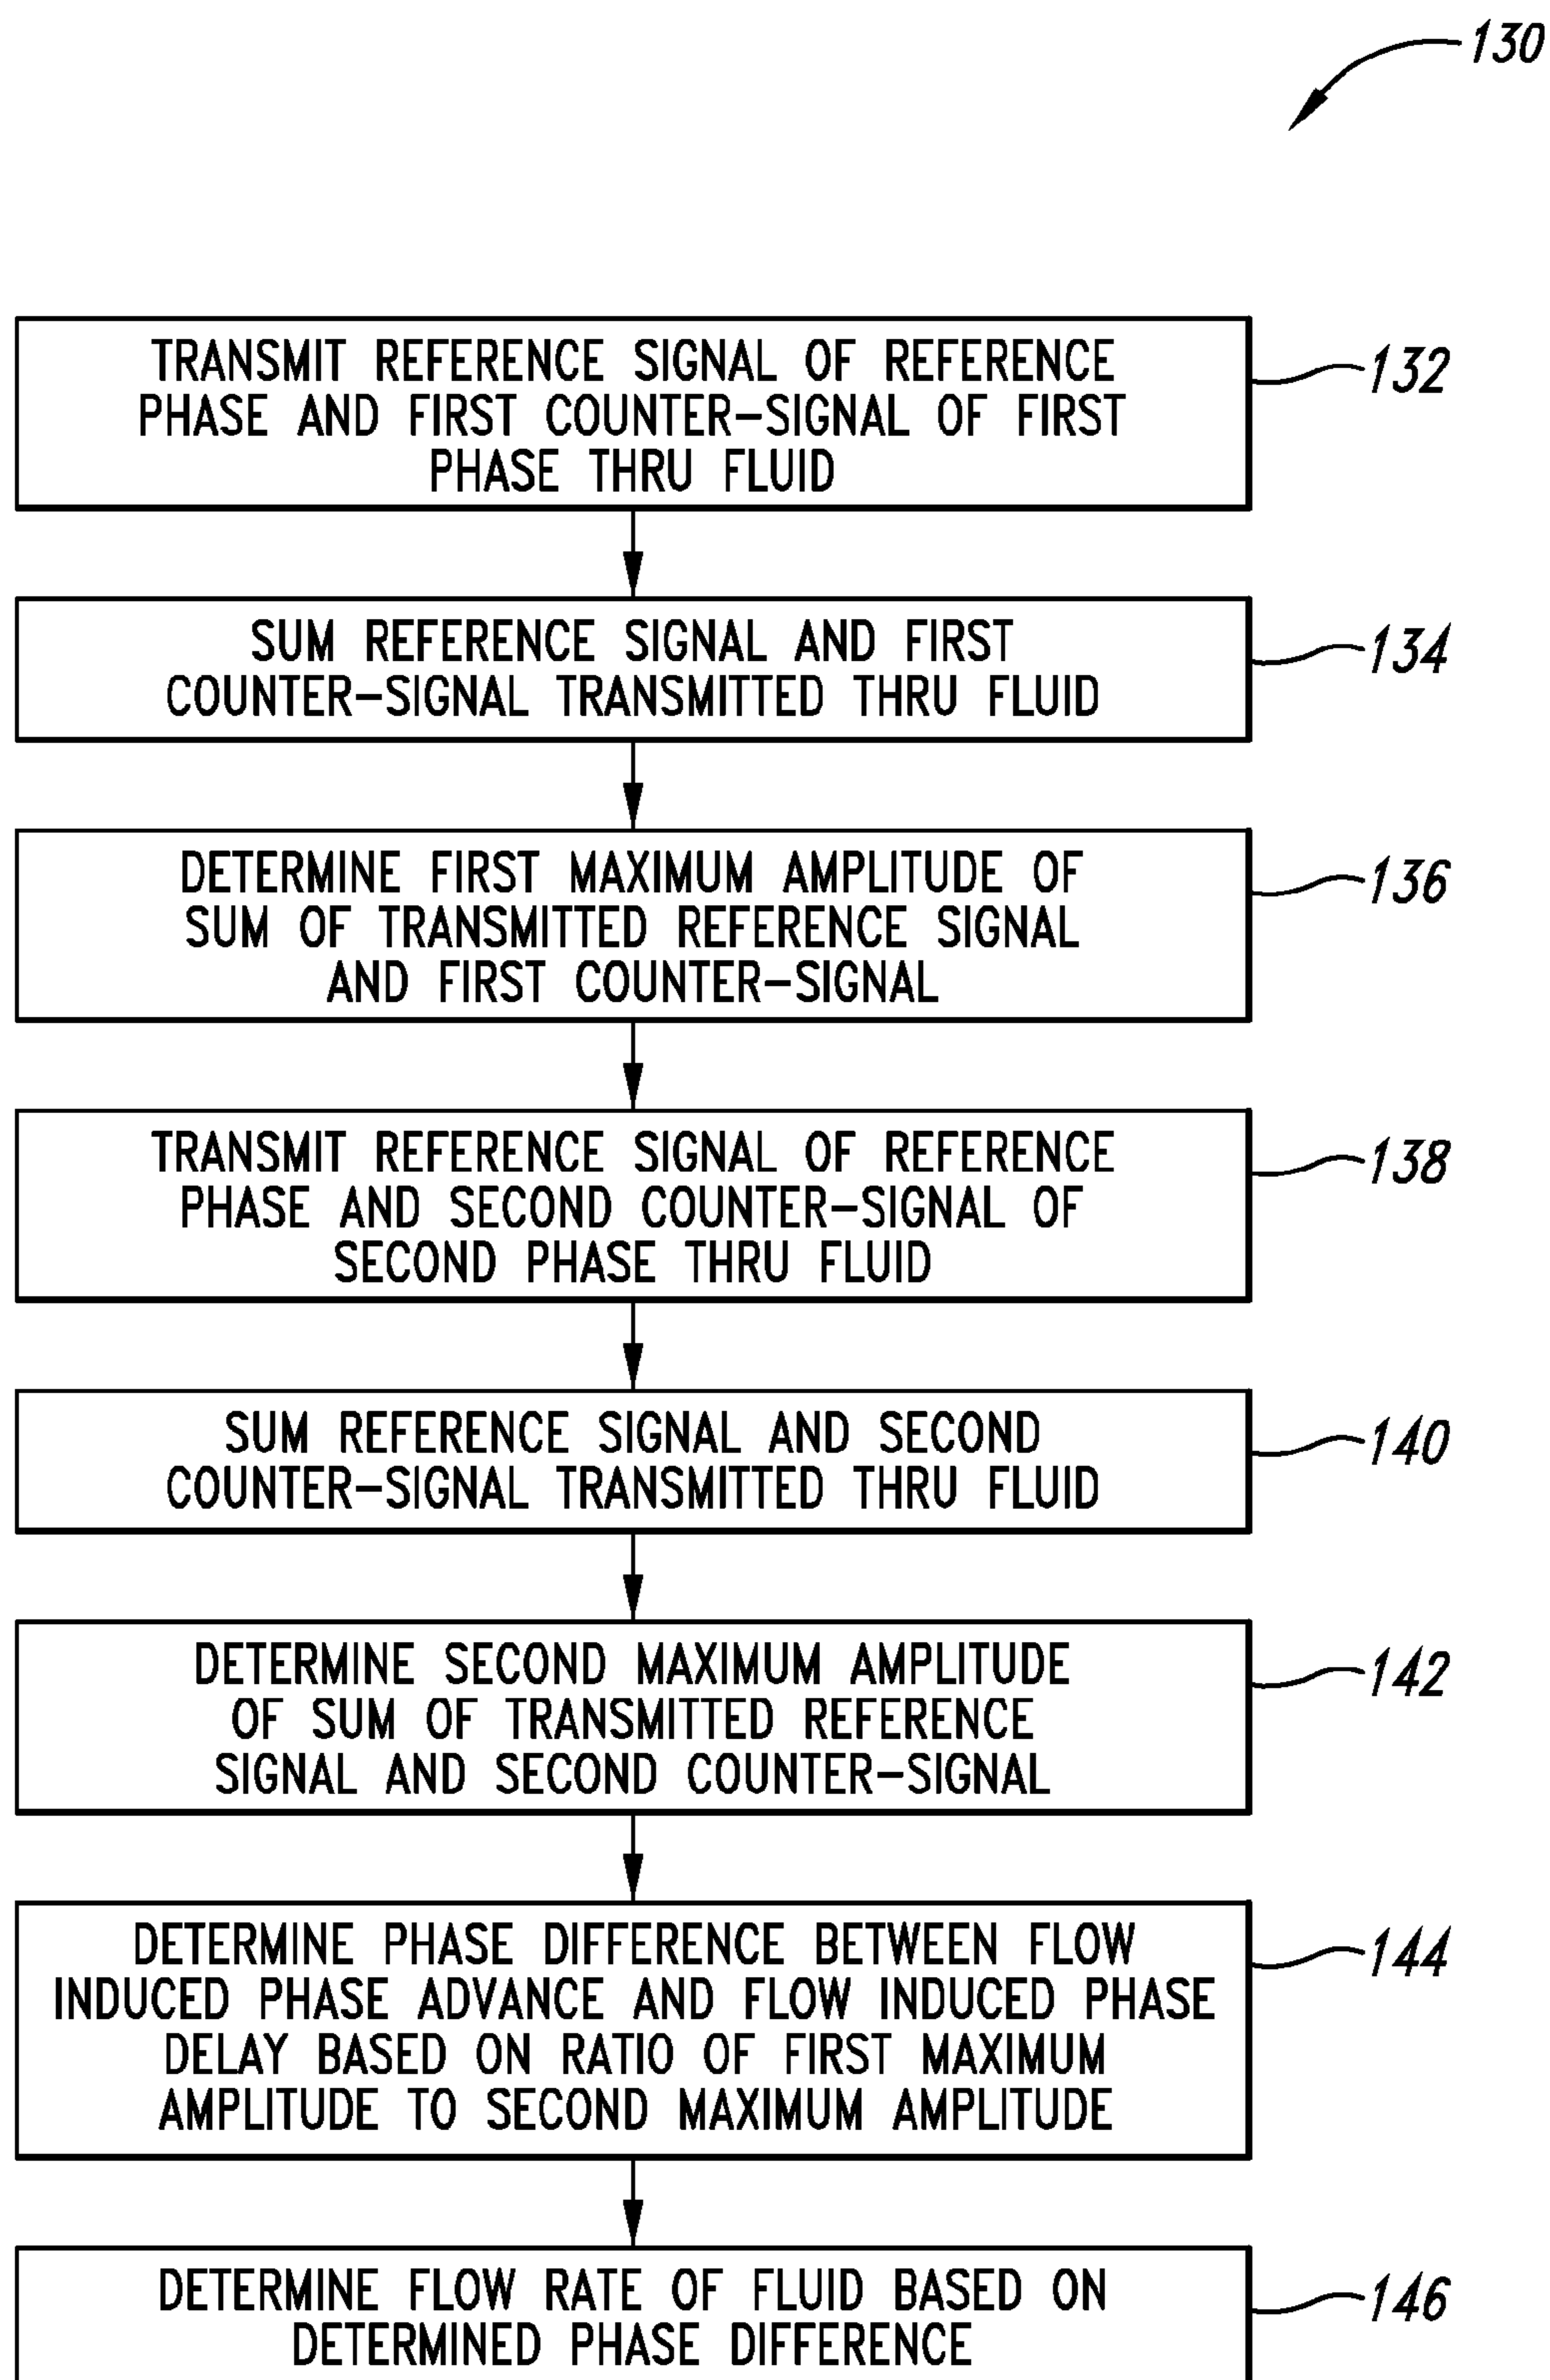 130
TRANSMIT REFERENCE SIGNAL OF REFERENCE
PHASE AND FIRST COUNTER-SIGNAL OF FIRST
PHASE THRU FLUID
132
SUM REFERENCE SIGNAL AND FIRST
COUNTER-SIGNAL TRANSMITTED THRU FLUID
134
DETERMINE FIRST MAXIMUM AMPLITUDE OF
SUM OF TRANSMITTED REFERENCE SIGNAL
AND FIRST COUNTER-SIGNAL
136
TRANSMIT REFERENCE SIGNAL OF REFERENCE
PHASE AND SECOND COUNTER-SIGNAL OF
SECOND PHASE THRU FLUID
138
SUM REFERENCE SIGNAL AND SECOND
COUNTER-SIGNAL TRANSMITTED THRU FLUID
140
DETERMINE SECOND MAXIMUM AMPLITUDE
OF SUM OF TRANSMITTED REFERENCE
SIGNAL AND SECOND COUNTER-SIGNAL
142
DETERMINE PHASE DIFFERENCE BETWEEN FLOW
INDUCED PHASE ADVANCE AND FLOW INDUCED PHASE
DELAY BASED ON RATIO OF FIRST MAXIMUM
AMPLITUDE TO SECOND MAXIMUM AMPLITUDE
144
DETERMINE FLOW RATE OF FLUID BASED ON
DETERMINED PHASE DIFFERENCE
146